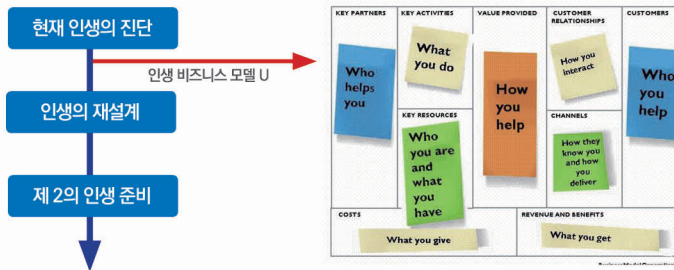 현재 인생의 진단
인생 비즈니스 모델 U
인생의 재설계
제 2의 인생 준비
KEY PARTNERS
Who
helps
you
KEY ACTIVITIES
What
you do
KEY RESOURCES
Who
you are
and
what
you
have
VALUE PROVIDED
How
you
help
CUSTOMER
RELATIONSHIPS
How you
interact
CHANNELS
How they
know you
and how
you
deliver
CUSTOMERS
Who
you
help
COSTS
What you give
REVENUE AND BENEFITS
What you get